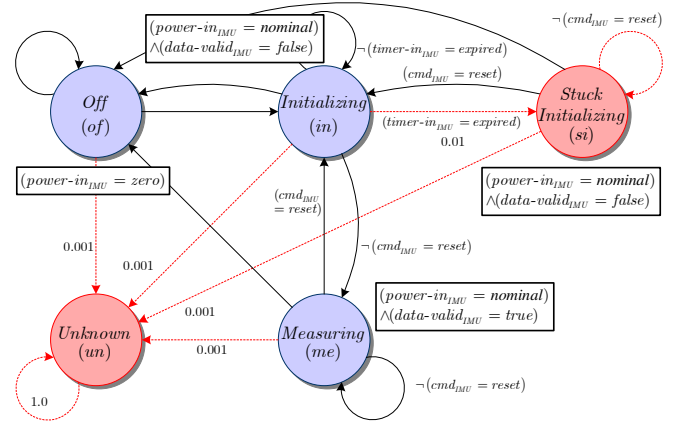 (power-in_IMU = nominal)
∧(data-valid_IMU = false)
¬(cmd_IMU = reset)
¬(timer-in_IMU = expired)
(cmd_IMU = reset)
Off
(of)
Initializing
(in)
Stuck
Initializing
(si)
(timer-in_IMU = expired)
0.01
(power-in_IMU = zero)
(power-in_IMU = nominal)
∧(data-valid_IMU = false)
(cmd_IMU
= reset)
¬(cmd_IMU = reset)
0.001
0.001
(power-in_IMU = nominal)
∧(data-valid_IMU = true)
0.001
Unknown
(un)
Measuring
(me)
0.001
¬(cmd_IMU = reset)
1.0